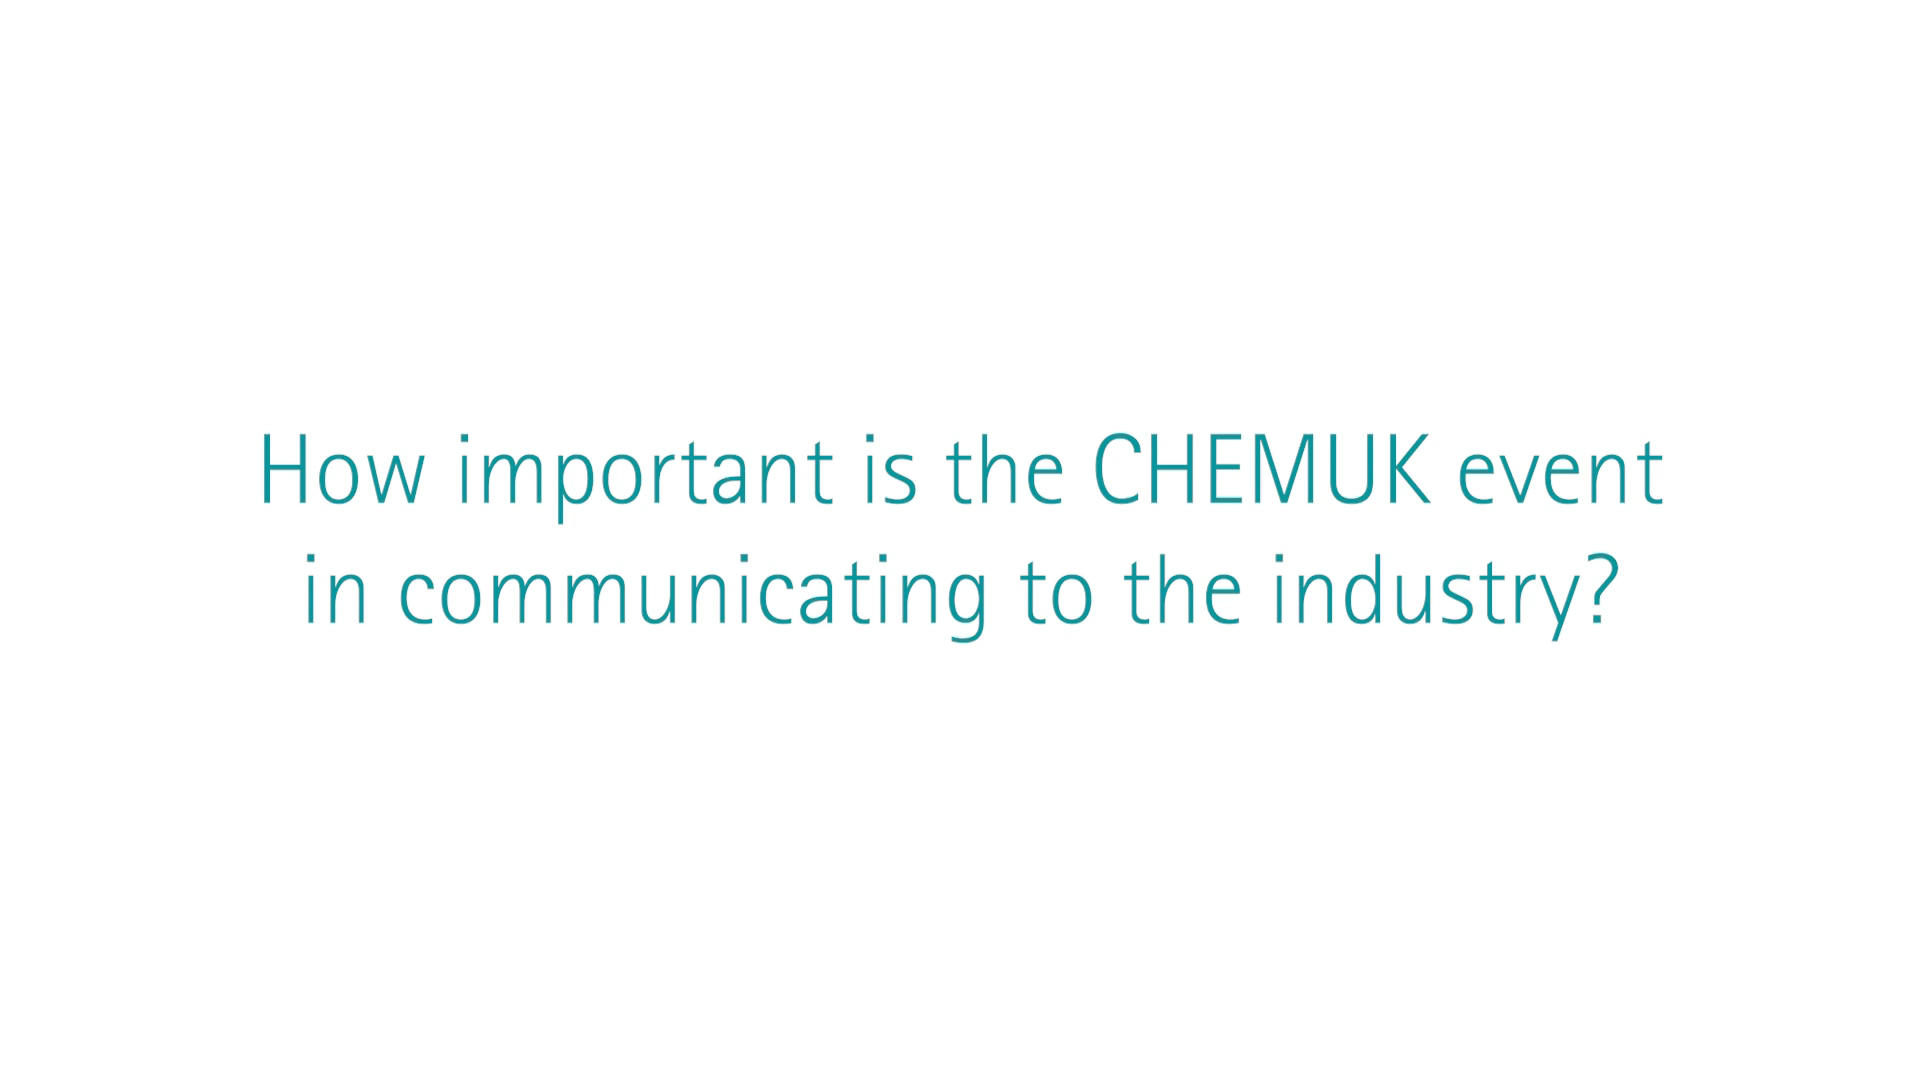 How important is the CHEMUK event
in communicating to the industry?